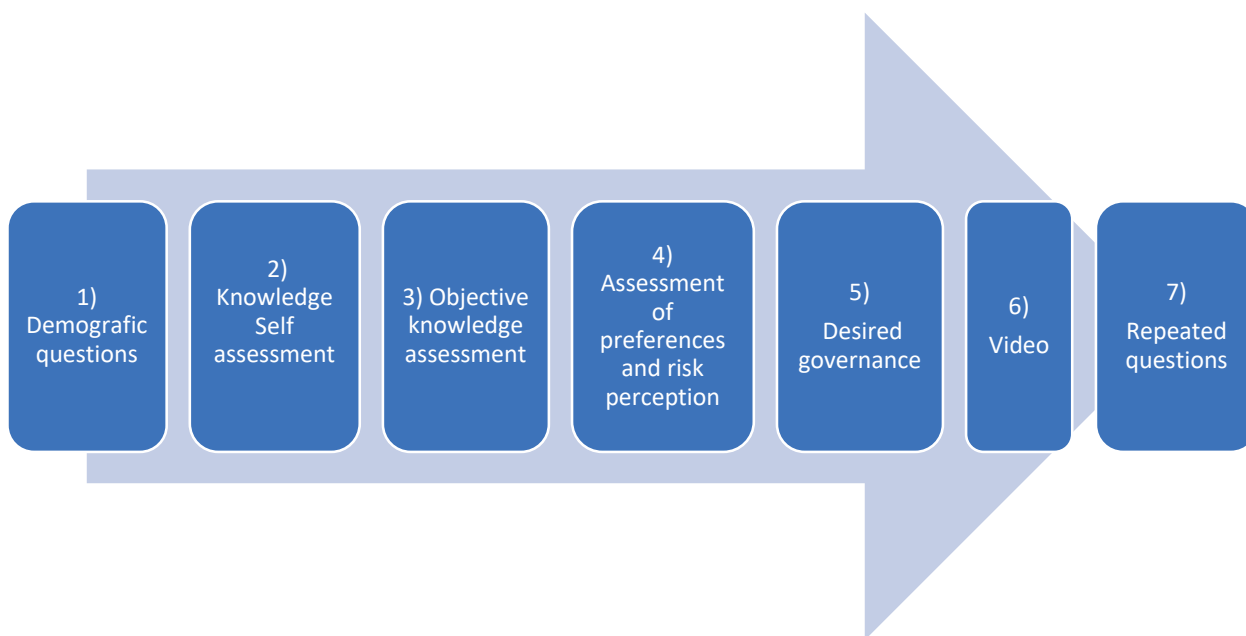 1)
Demografic
questions
2)
Knowledge
Self
assessment
3) Objective
knowledge
assessment
4)
Assessment
of
preferences
and risk
perception
5)
Desired
governance
6)
Video
7)
Repeated
questions